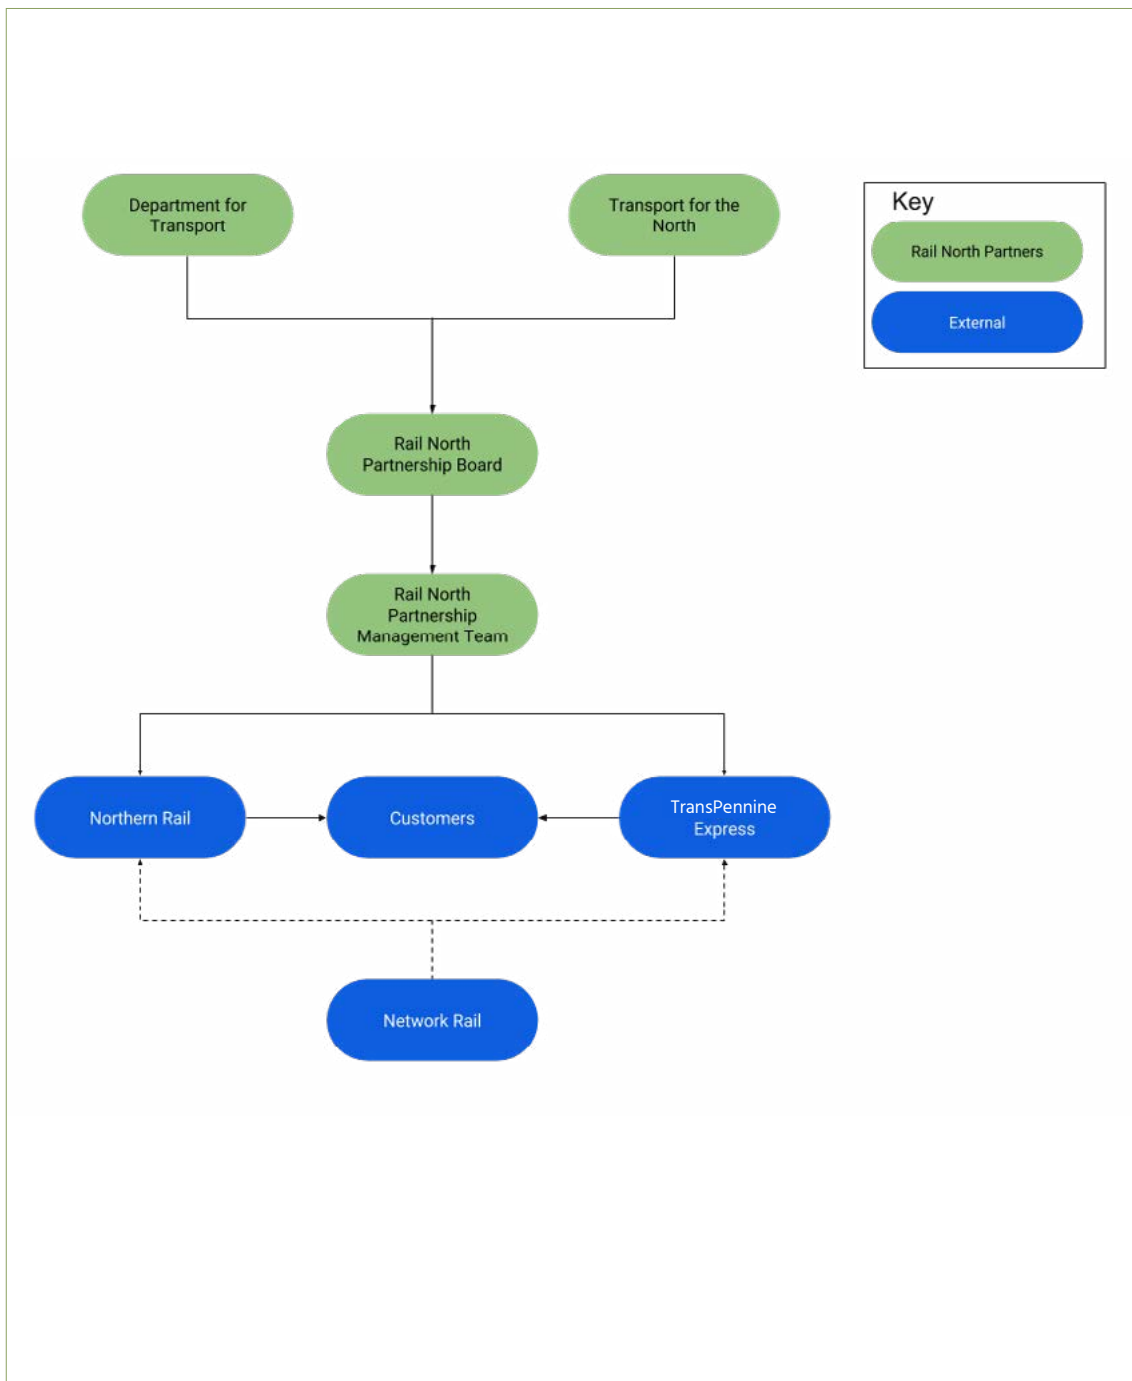 Department for
Transport
Transport for the
North
Key
Rail North Partners
External
Rail North
Partnership Board
Rail North
Partnership
Management Team
Northern Rail
Customers
TransPennine
Express
Network Rail